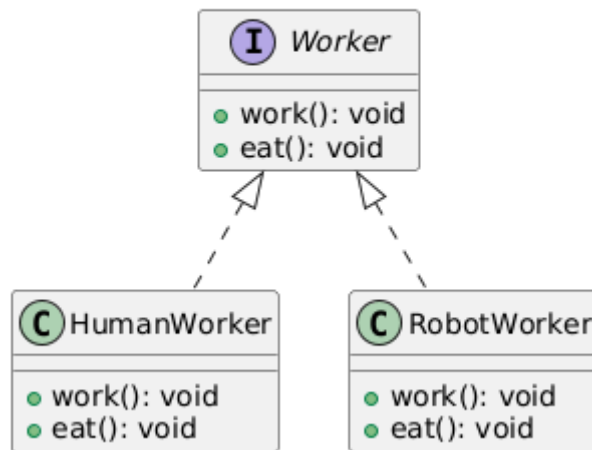 I Worker
work(): void
eat(): void
C HumanWorker
work(): void
eat(): void
C RobotWorker
work(): void
eat(): void